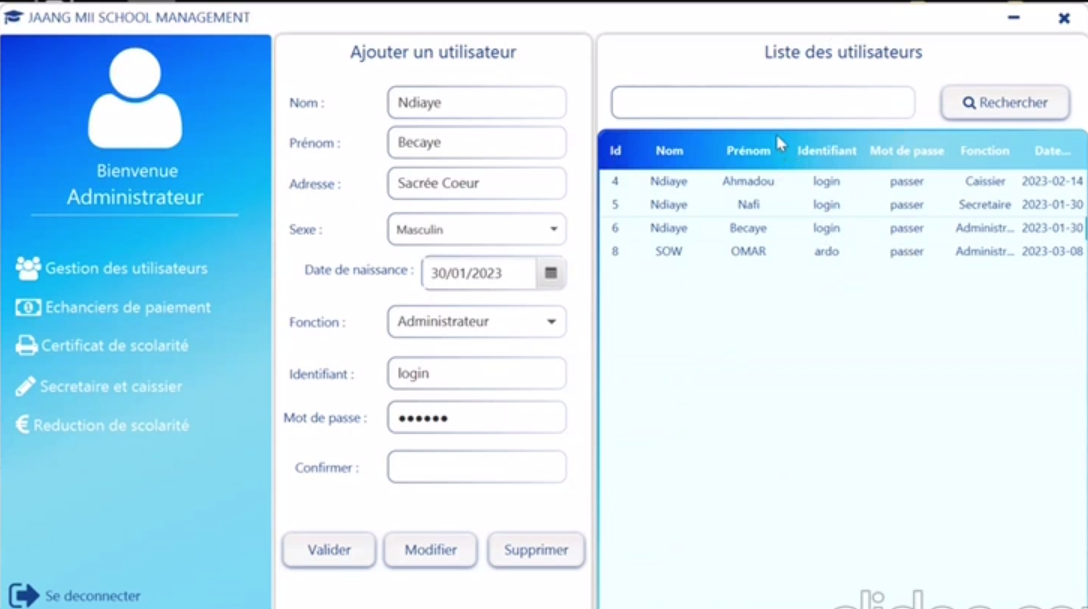 JAANG MII SCHOOL MANAGEMENT
Bienvenue
Administrateur
Gestion des utilisateurs
Echanciers de paiement
Certificat de scolarité
Secretaire et caissier
Reduction de scolarité
Se deconnecter
Ajouter un utilisateur
Nom : Ndiaye
Prénom : Becaye
Adresse : Sacrée Coeur
Sexe : Masculin
Date de naissance : 30/01/2023
Fonction : Administrateur
Identifiant : login
Mot de passe : ••••••
Confirmer :
Valider Modifier Supprimer
Liste des utilisateurs
Rechercher
Id Nom Prénom Identifiant Mot de passe Fonction Date...
4 Ndiaye Ahmadou login passer Caissier 2023-02-14
5 Ndiaye Nafi login passer Secretaire 2023-01-30
6 Ndiaye Becaye login passer Administr... 2023-01-30
8 SOW OMAR ardo passer Administr... 2023-03-08